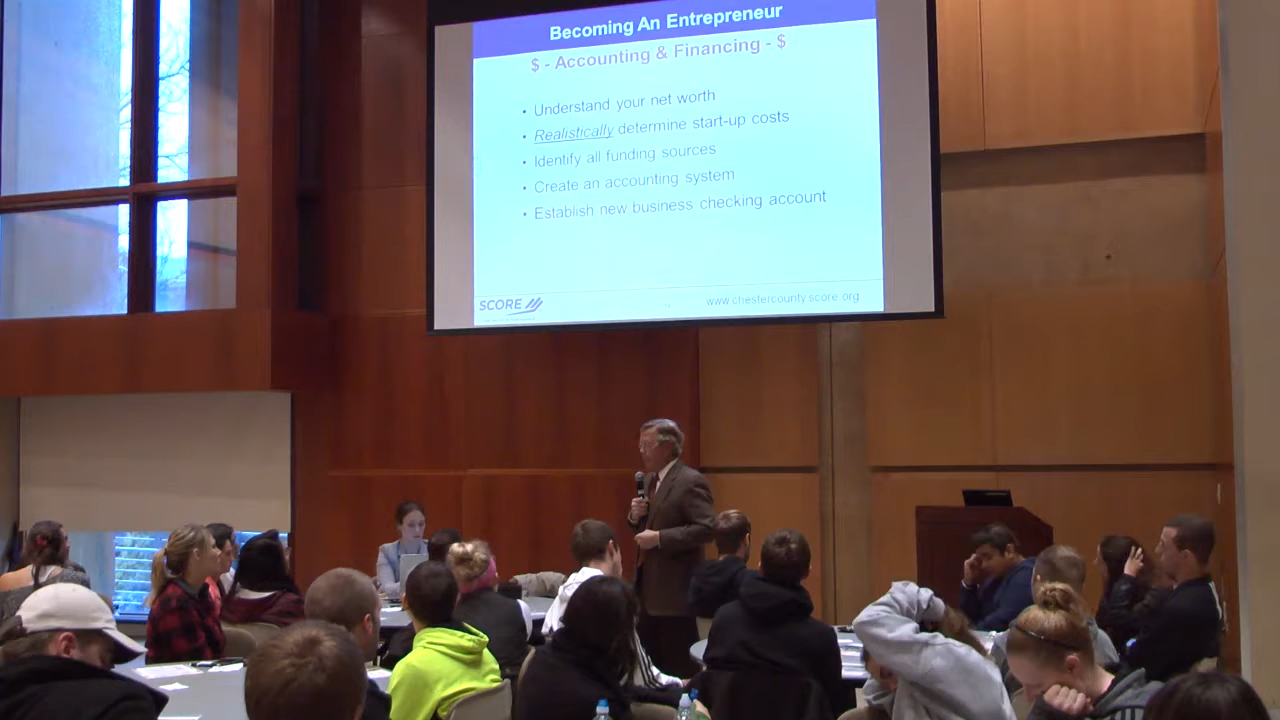 Becoming An Entrepreneur
$ - Accounting & Financing - $
• Understand your net worth
• Realistically determine start-up costs
• Identify all funding sources
• Create an accounting system
• Establish new business checking account
SCORE
www.chestercounty.score.org